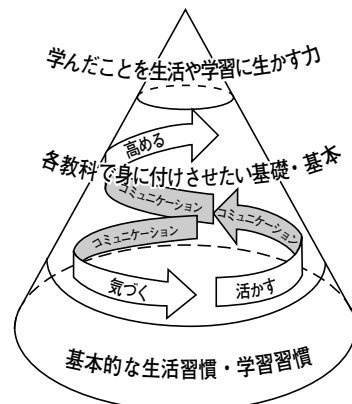 学んだことを生活や学習に生かす力
高める
各教科で身に付けさせたい基礎・基本
コミュニケーション
コミュニケーション
コミュニケーション
気づく
活かす
基本的な生活習慣・学習習慣